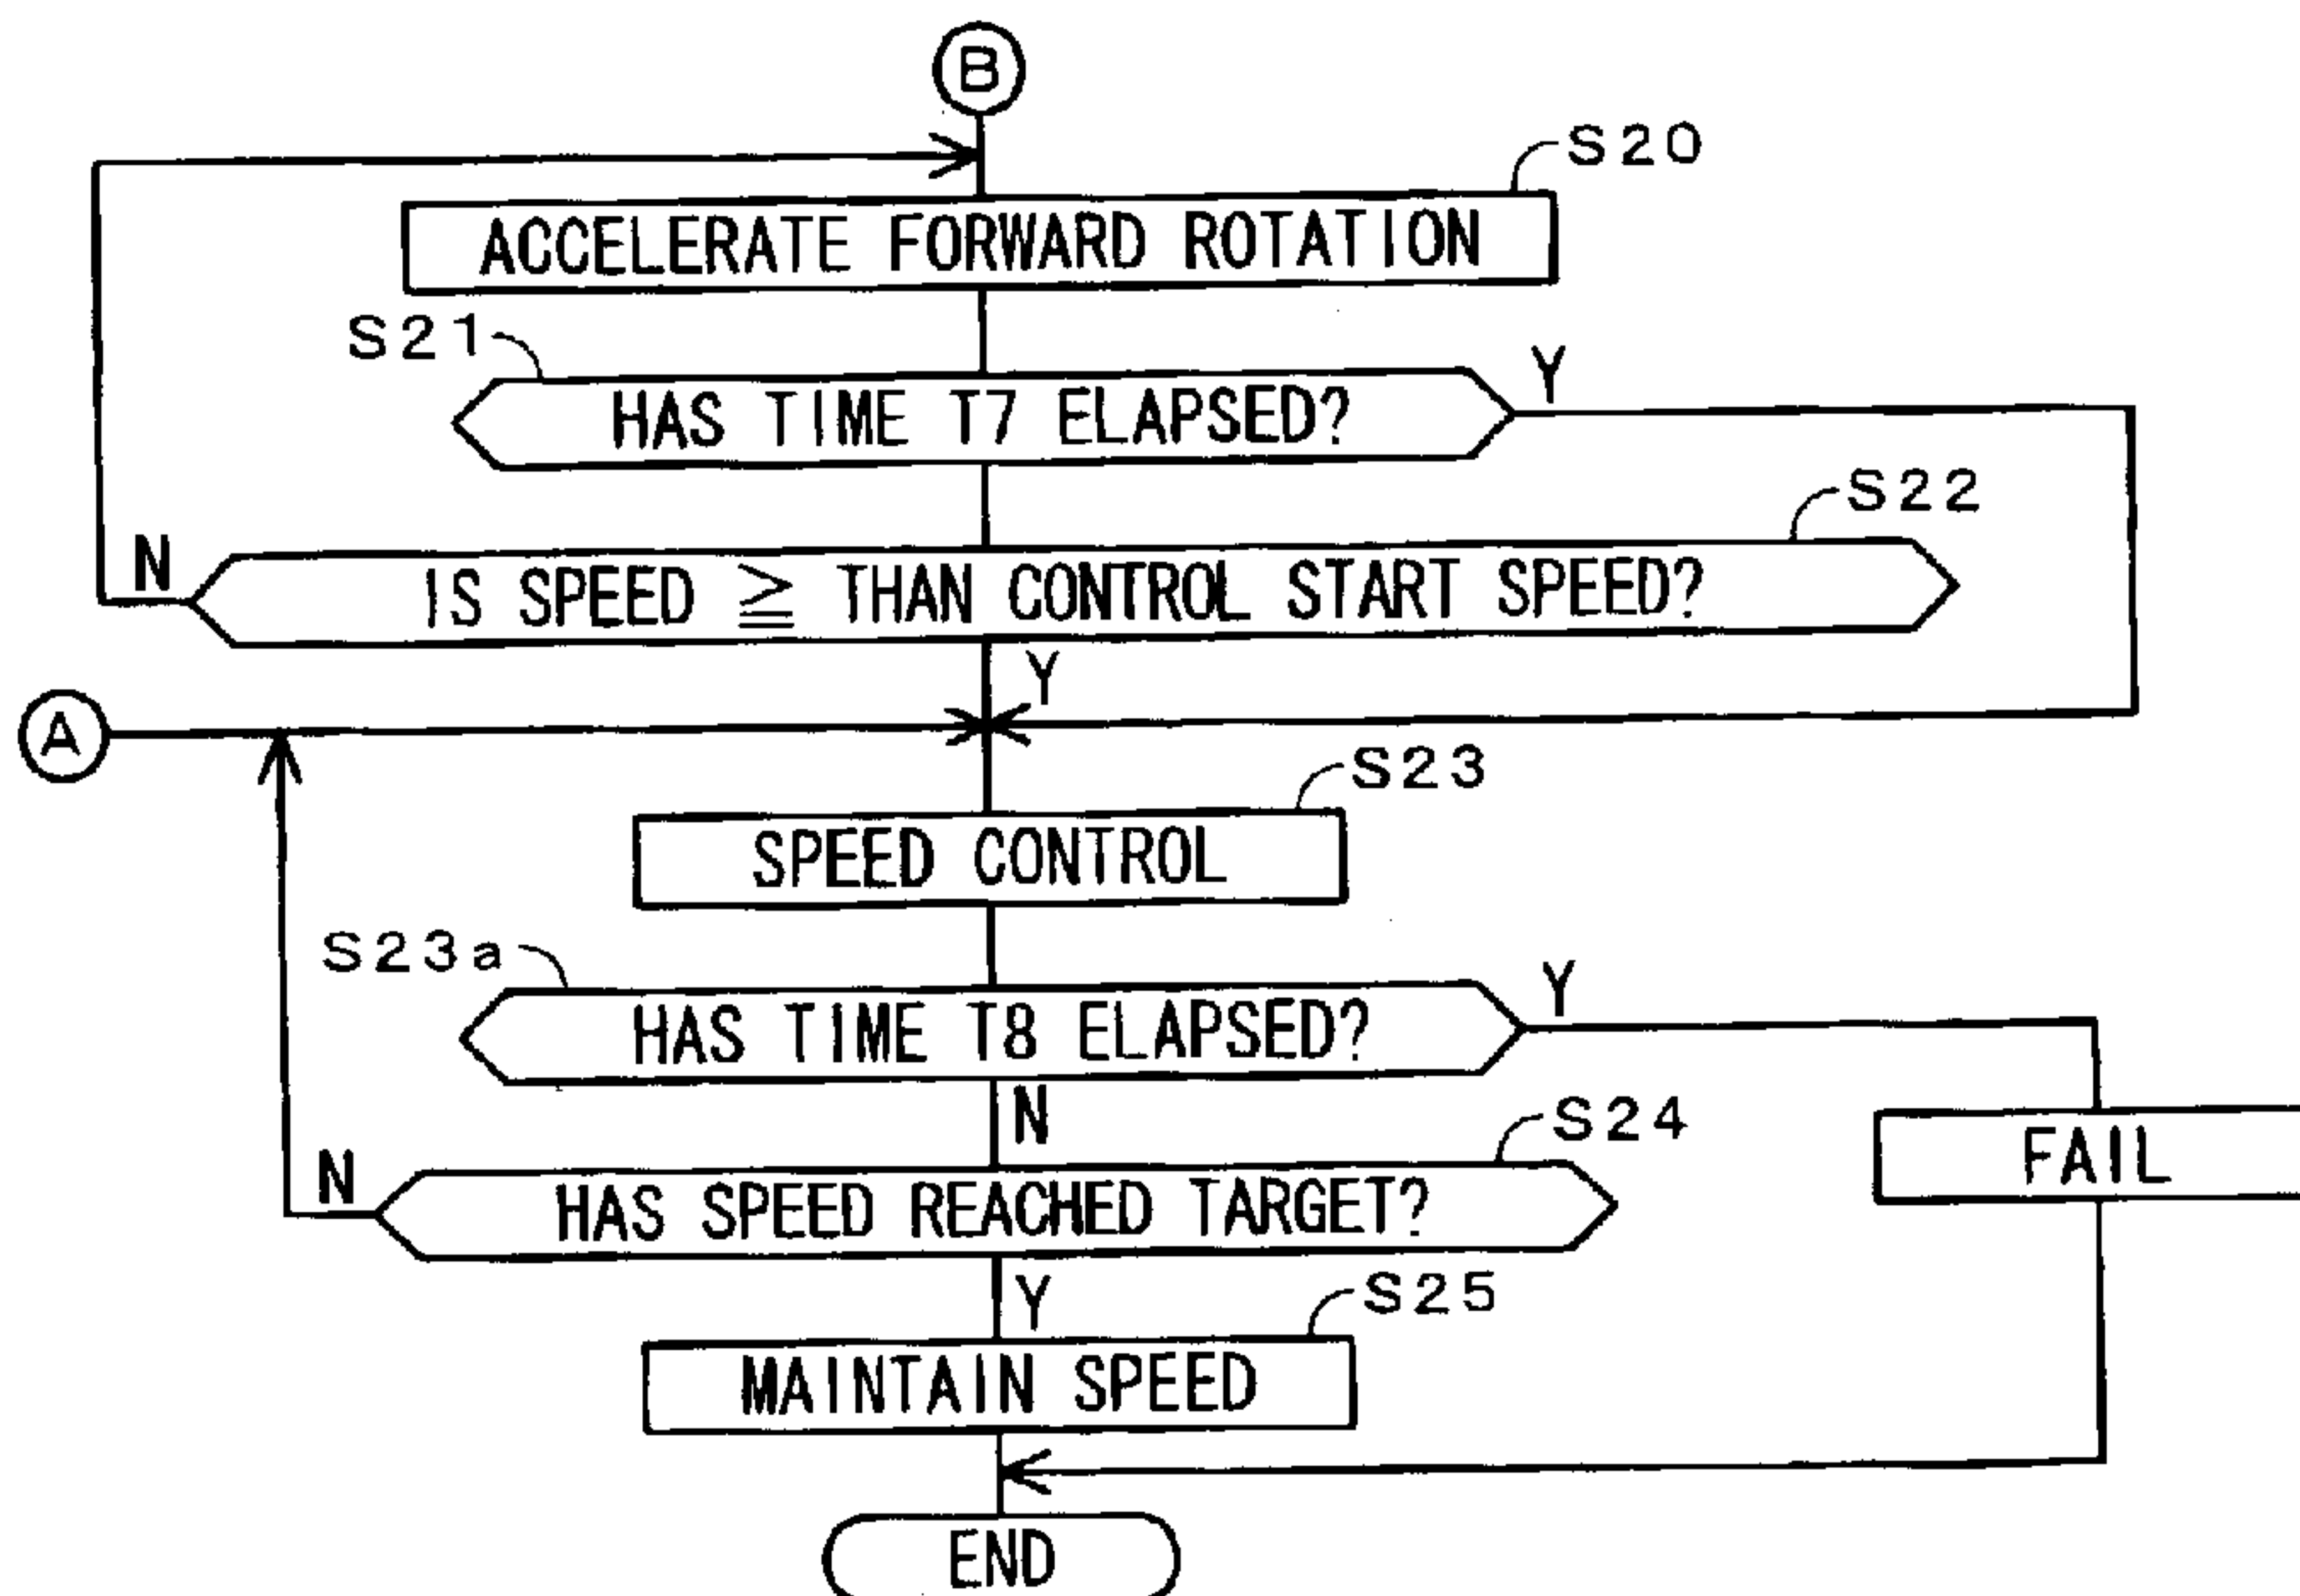 B
S20
ACCELERATE FORWARD ROTATION
S21
Y
HAS TIME T7 ELAPSED?
S22
N
IS SPEED ≧ THAN CONTROL START SPEED?
Y
A
S23
SPEED CONTROL
S23a
Y
HAS TIME T8 ELAPSED?
N
S24
FAIL
N
HAS SPEED REACHED TARGET?
Y
S25
MAINTAIN SPEED
END